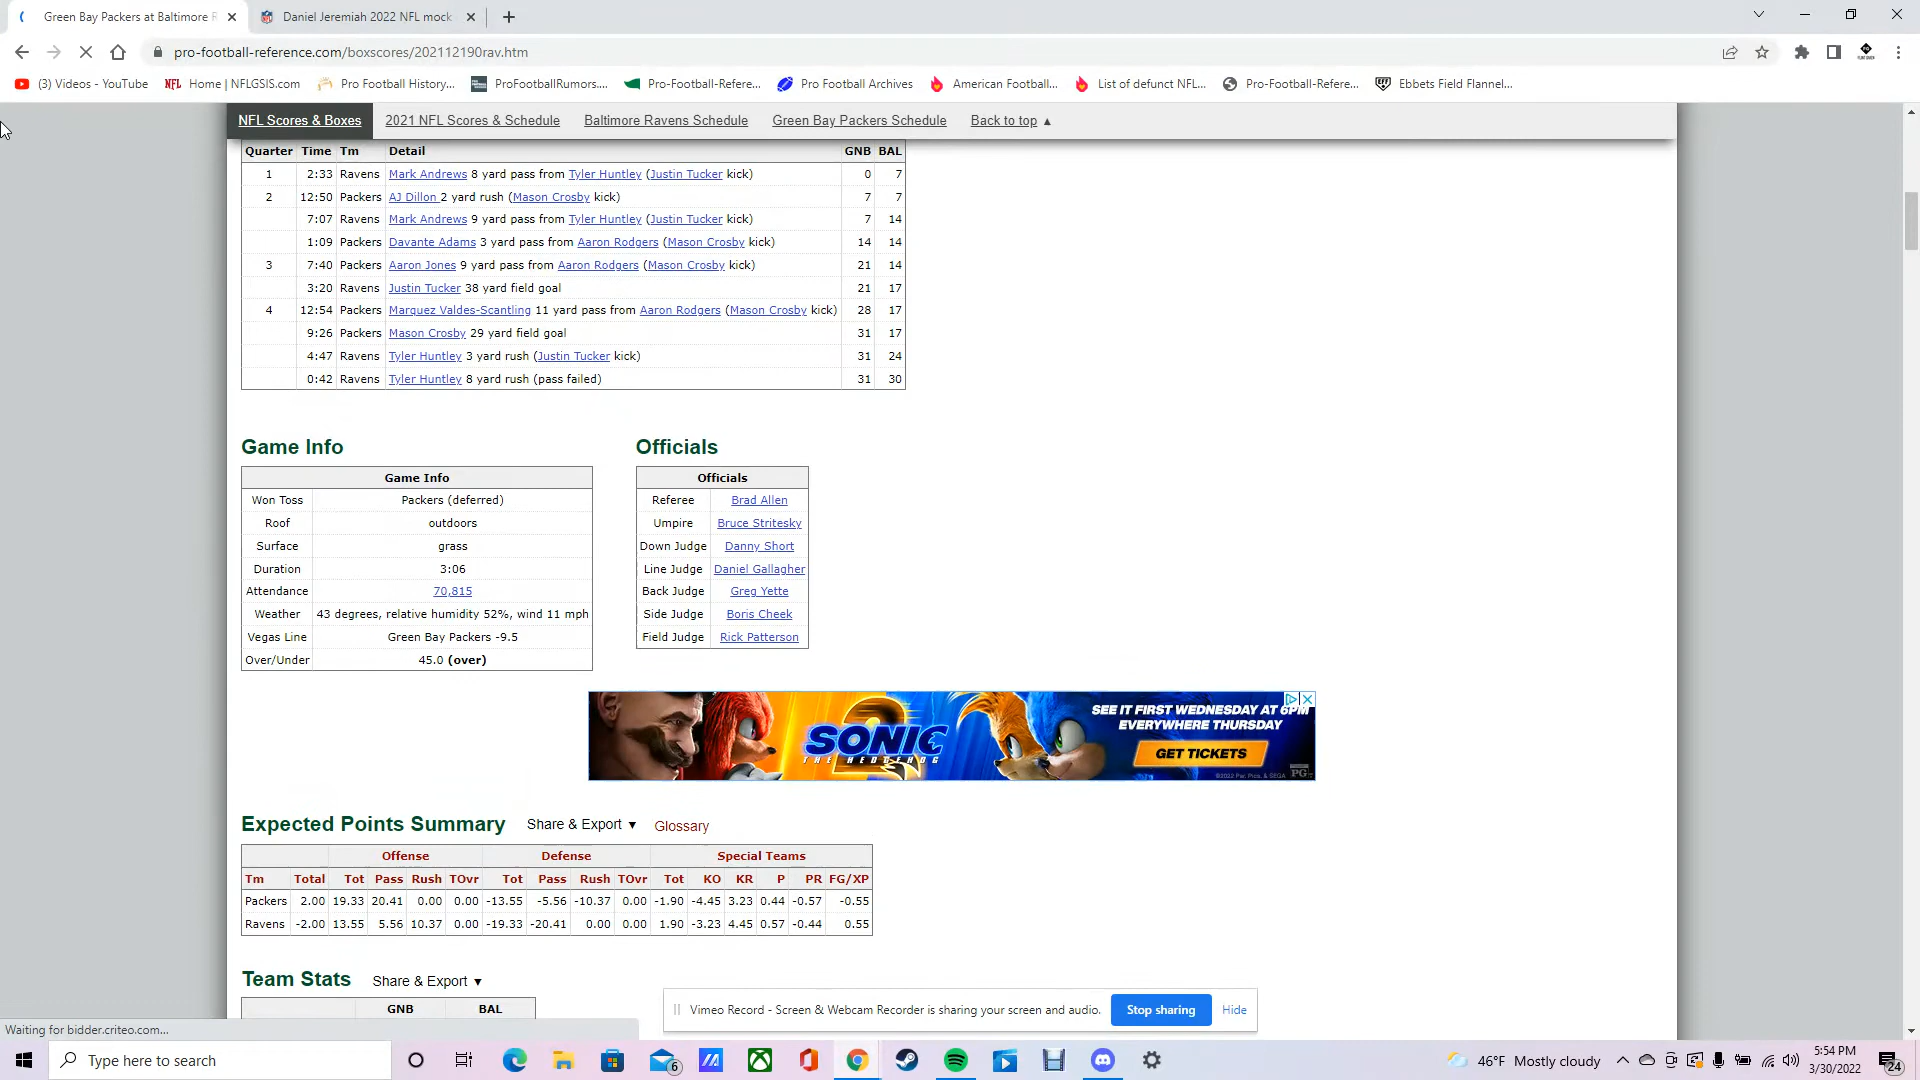 Green Bay Packers at Baltimore R
Daniel Jeremiah 2022 NFL mock
pro-football-reference.com/boxscores/202112190rav.htm
(3) Videos - YouTube
Home | NFLGSIS.com
Pro Football History...
ProFootballRumors....
Pro-Football-Refere...
Pro Football Archives
American Football...
List of defunct NFL...
Pro-Football-Refere...
Ebbets Field Flannel...
NFL Scores & Boxes 2021 NFL Scores & Schedule Baltimore Ravens Schedule Green Bay Packers Schedule Back to top ▲
Quarter Time Tm Detail GNB BAL
1 2:33 Ravens Mark Andrews 8 yard pass from Tyler Huntley (Justin Tucker kick) 0 7
2 12:50 Packers AJ Dillon 2 yard rush (Mason Crosby kick) 7 7
7:07 Ravens Mark Andrews 9 yard pass from Tyler Huntley (Justin Tucker kick) 7 14
1:09 Packers Davante Adams 3 yard pass from Aaron Rodgers (Mason Crosby kick) 14 14
3 7:40 Packers Aaron Jones 9 yard pass from Aaron Rodgers (Mason Crosby kick) 21 14
3:20 Ravens Justin Tucker 38 yard field goal 21 17
4 12:54 Packers Marquez Valdes-Scantling 11 yard pass from Aaron Rodgers (Mason Crosby kick) 28 17
9:26 Packers Mason Crosby 29 yard field goal 31 17
4:47 Ravens Tyler Huntley 3 yard rush (Justin Tucker kick) 31 24
0:42 Ravens Tyler Huntley 8 yard rush (pass failed) 31 30
Game Info
Game Info
Won Toss Packers (deferred)
Roof outdoors
Surface grass
Duration 3:06
Attendance 70,815
Weather 43 degrees, relative humidity 52%, wind 11 mph
Vegas Line Green Bay Packers -9.5
Over/Under 45.0 (over)
Officials
Officials
Referee Brad Allen
Umpire Bruce Stritesky
Down Judge Danny Short
Line Judge Daniel Gallagher
Back Judge Greg Yette
Side Judge Boris Cheek
Field Judge Rick Patterson
SONIC 2
THE HEDGEHOG
SEE IT FIRST WEDNESDAY AT 6PM
EVERYWHERE THURSDAY
GET TICKETS
©2022 Par. Pics. & SEGA
PG
Expected Points Summary Share & Export ▼ Glossary
Offense Defense Special Teams
Tm Total Tot Pass Rush TOvr Tot Pass Rush TOvr Tot KO KR P PR FG/XP
Packers 2.00 19.33 20.41 0.00 0.00 -13.55 -5.56 -10.37 0.00 -1.90 -4.45 3.23 0.44 -0.57 -0.55
Ravens -2.00 13.55 5.56 10.37 0.00 -19.33 -20.41 0.00 0.00 1.90 -3.23 4.45 0.57 -0.44 0.55
Team Stats Share & Export ▼
GNB BAL
Vimeo Record - Screen & Webcam Recorder is sharing your screen and audio. Stop sharing Hide
Waiting for bidder.criteo.com...
Type here to search
6
46°F Mostly cloudy
5:54 PM
3/30/2022
24